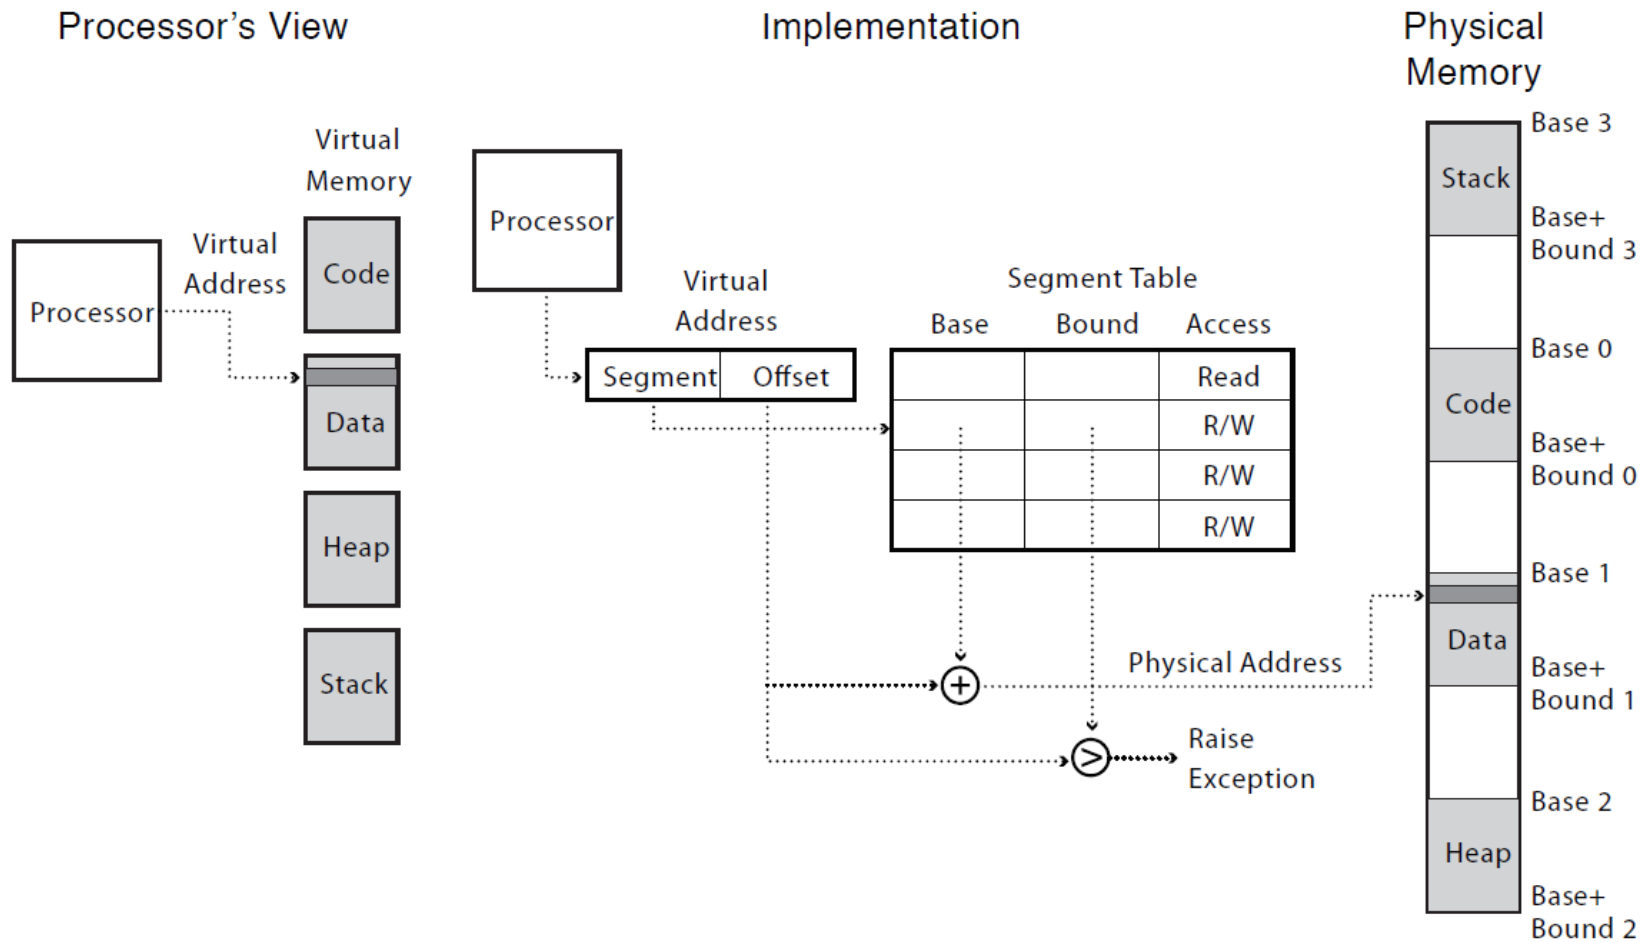 Processor's View
Implementation
Physical
Memory
Virtual
Memory
Processor
Virtual
Address
Code
Data
Heap
Stack
Processor
Virtual
Address
Segment
Offset
Segment Table
Base
Bound
Access
Read
R/W
R/W
R/W
+
Physical Address
>
Raise
Exception
Base 3
Stack
Base+
Bound 3
Base 0
Code
Base+
Bound 0
Base 1
Data
Base+
Bound 1
Base 2
Heap
Base+
Bound 2